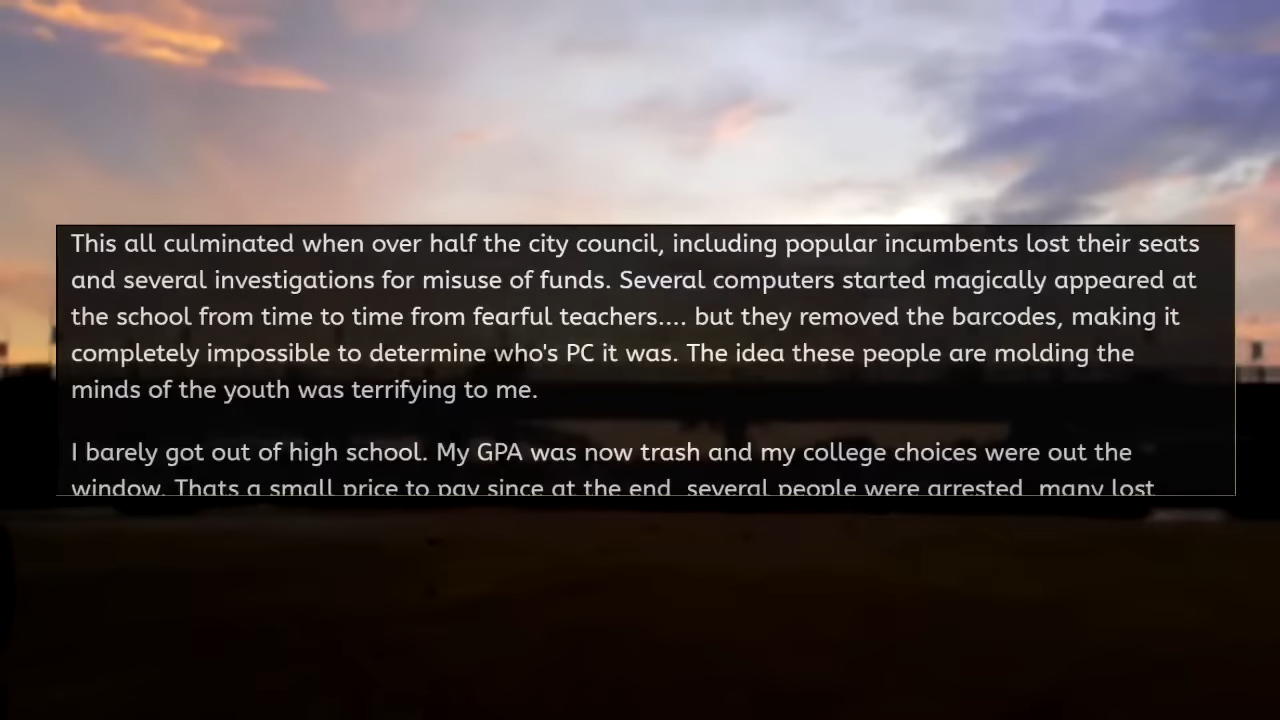 This all culminated when over half the city council, including popular incumbents lost their seats
and several investigations for misuse of funds. Several computers started magically appeared at
the school from time to time from fearful teachers.... but they removed the barcodes, making it
completely impossible to determine who's PC it was. The idea these people are molding the
minds of the youth was terrifying to me.
I barely got out of high school. My GPA was now trash and my college choices were out the
window. Thats a small price to pay since at the end, several people were arrested, many lost